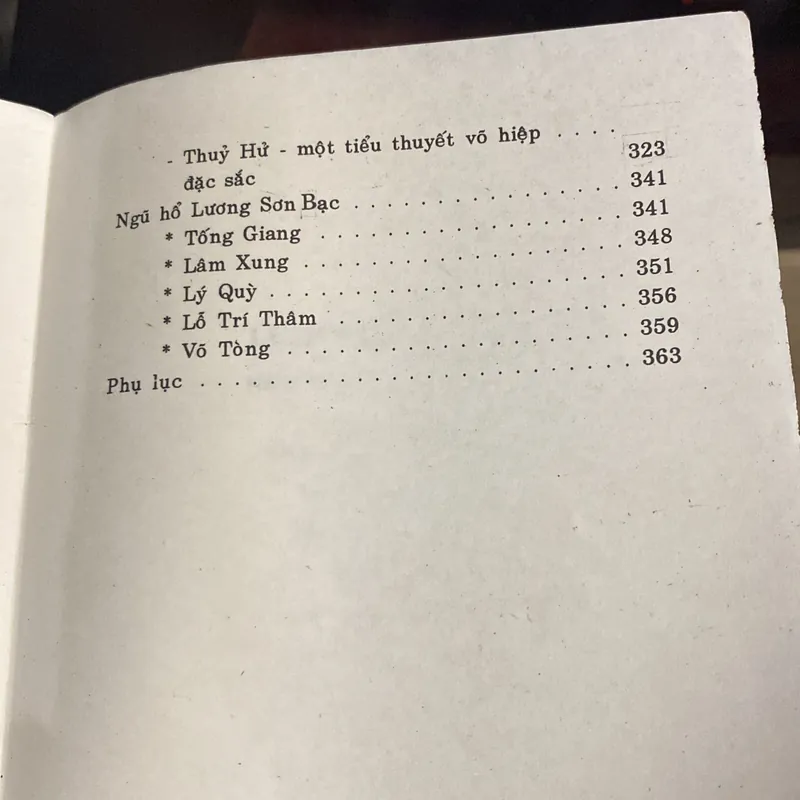 - Thuỷ Hử - một tiểu thuyết võ hiệp . . . .
đặc sắc 323
Ngũ hổ Lương Sơn Bạc . . . . . . . . . . . . . . . . 341
* Tống Giang . . . . . . . . . . . . . . . . . . 341
* Lâm Xung . . . . . . . . . . . . . . . . . . . 348
* Lý Quỳ . . . . . . . . . . . . . . . . . . . . . 351
* Lỗ Trí Thâm . . . . . . . . . . . . . . . . . 356
* Võ Tòng . . . . . . . . . . . . . . . . . . . . 359
Phụ lục . . . . . . . . . . . . . . . . . . . . . . . . . 363